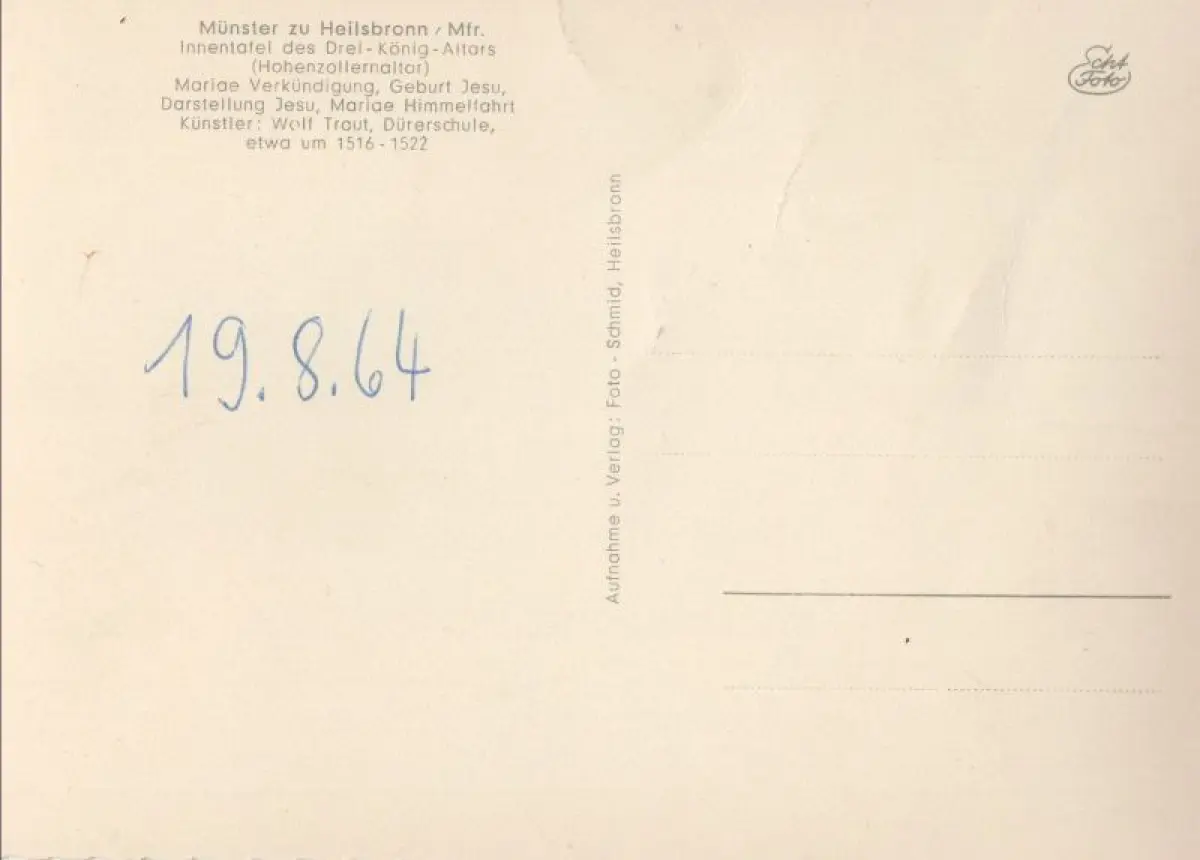 Münster zu Heilsbronn / Mfr.
Innentafel des Drei-König-Altars
(Hohenzollernaltar)
Mariae Verkündigung, Geburt Jesu,
Darstellung Jesu, Mariae Himmelfahrt
Künstler: Wolf Traut, Dürerschule,
etwa um 1516-1522
19.8.64
Aufnahme u. Verlag: Foto - Schmid, Heilsbronn
Echt
Foto